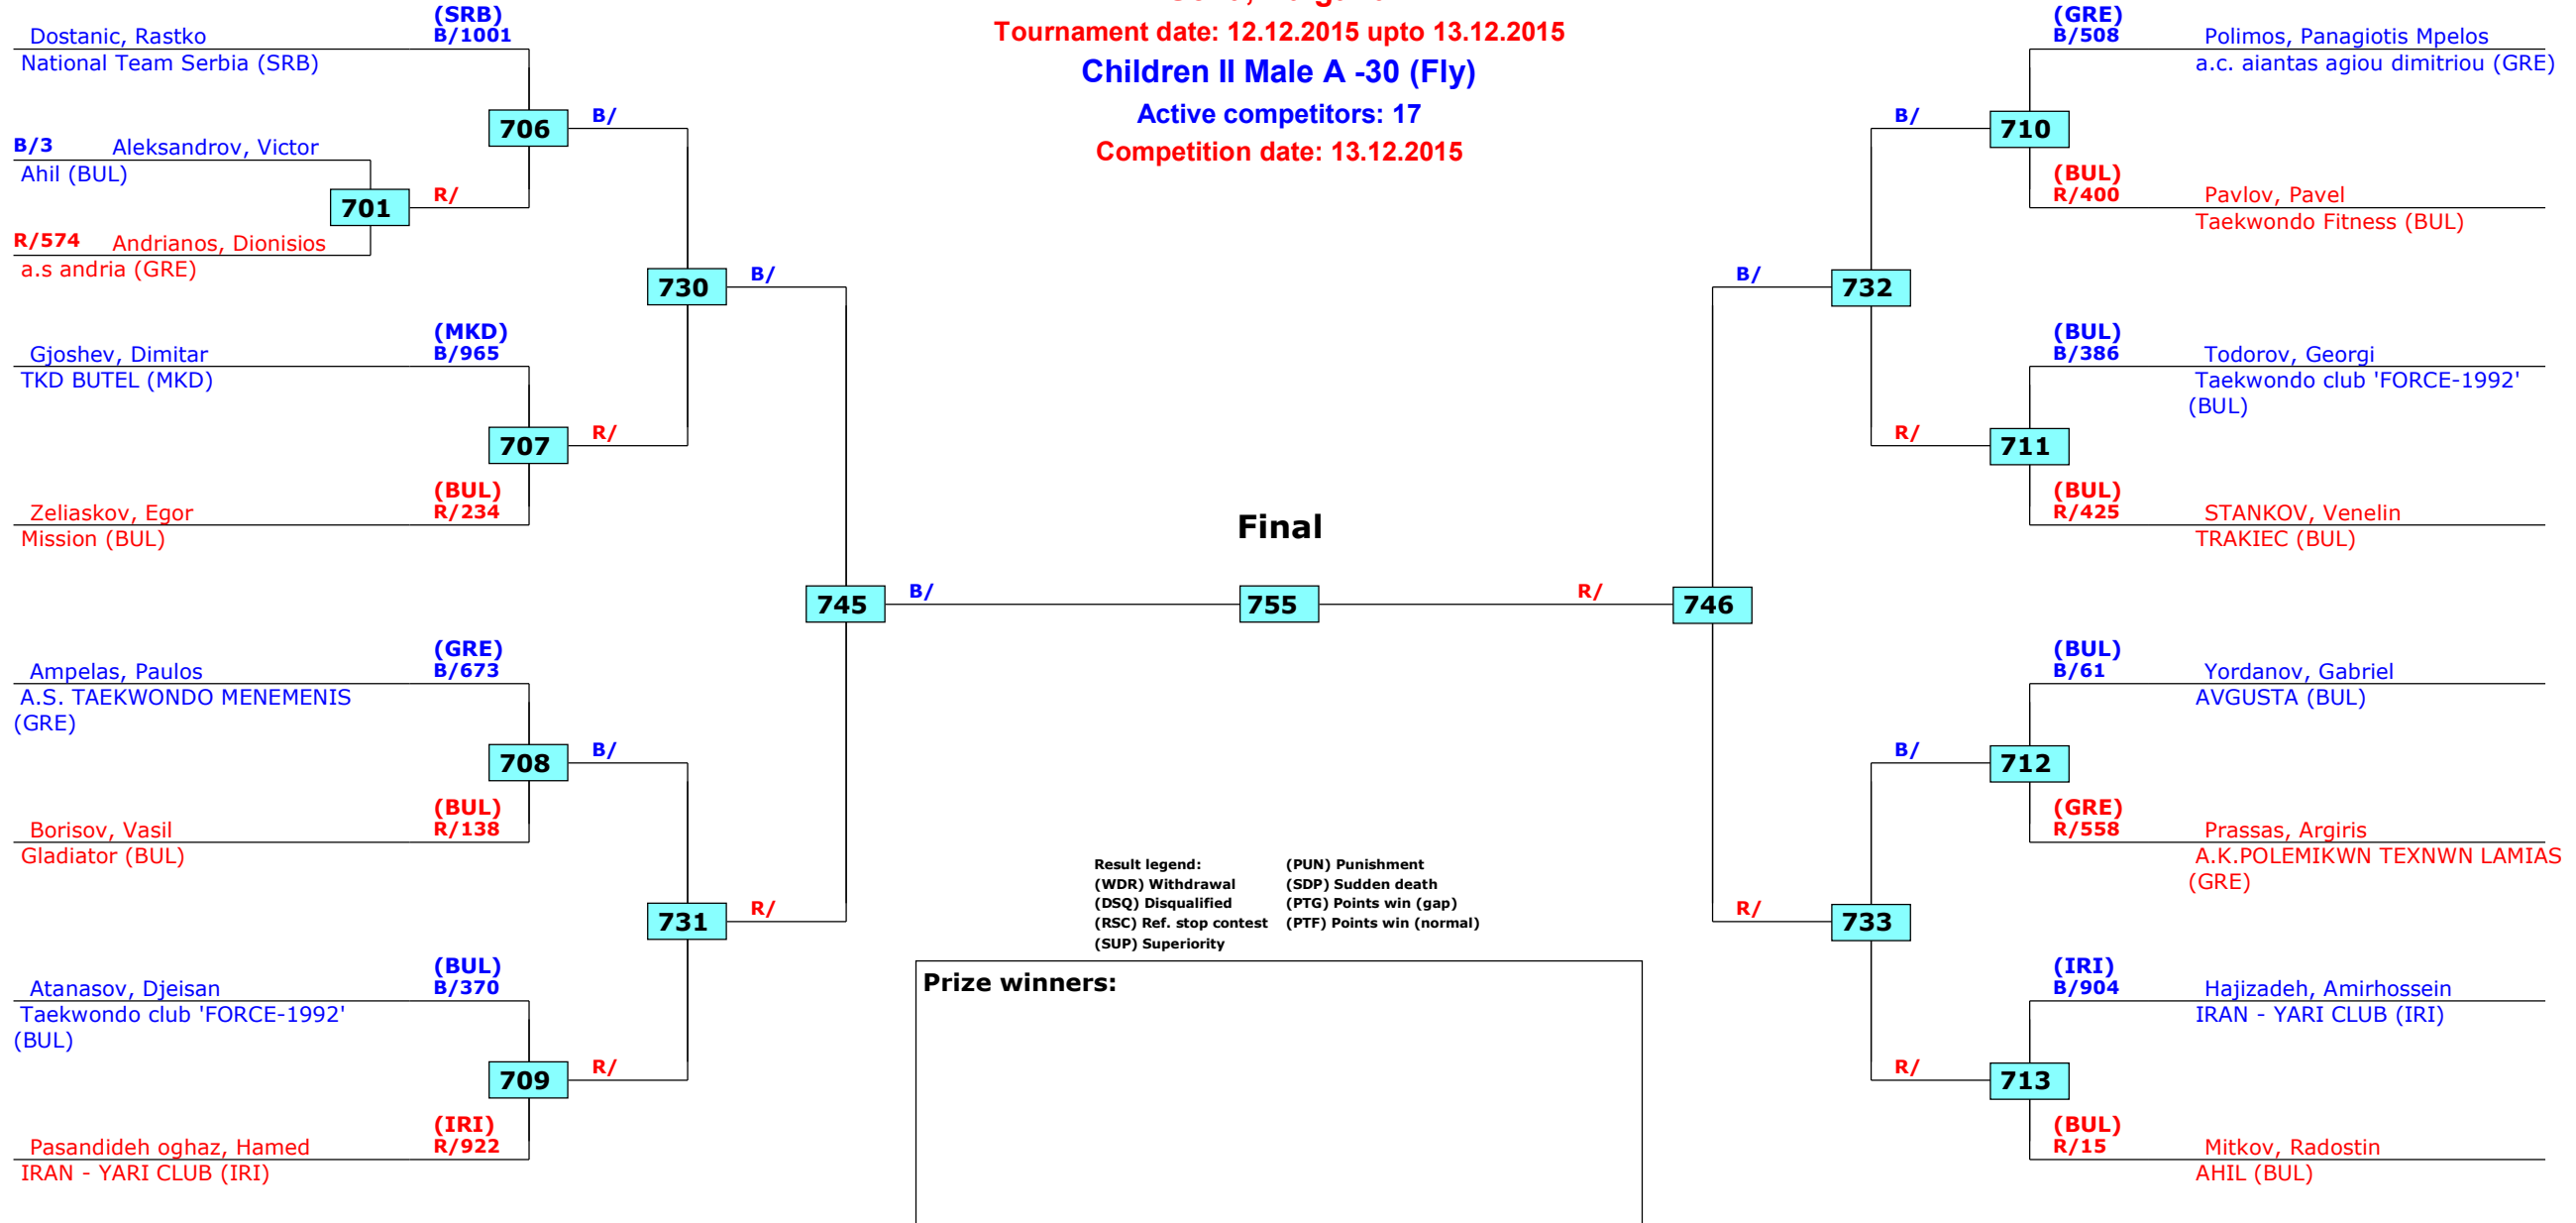 Tournament date: 12.12.2015 upto 13.12.2015
Children II Male A -30 (Fly)
Active competitors: 17
Competition date: 13.12.2015
(SRB)
Dostanic, Rastko B/1001
National Team Serbia (SRB)
706 B/
B/3 Aleksandrov, Victor
Ahil (BUL)
701 R/
R/574 Andrianos, Dionisios
a.s andria (GRE)
730 B/
(MKD)
Gjoshev, Dimitar B/965
TKD BUTEL (MKD)
707 R/
(BUL)
Zeliaskov, Egor R/234
Mission (BUL)
745 B/
(GRE)
Ampelas, Paulos B/673
A.S. TAEKWONDO MENEMENIS
(GRE)
708 B/
(BUL)
Borisov, Vasil R/138
Gladiator (BUL)
731 R/
(BUL)
Atanasov, Djeisan B/370
Taekwondo club 'FORCE-1992'
(BUL)
709 R/
(IRI)
Pasandideh oghaz, Hamed R/922
IRAN - YARI CLUB (IRI)
Final
755
(GRE)
B/508 Polimos, Panagiotis Mpelos
a.c. aiantas agiou dimitriou (GRE)
B/ 710
(BUL)
R/400 Pavlov, Pavel
Taekwondo Fitness (BUL)
B/ 732
(BUL)
B/386 Todorov, Georgi
Taekwondo club 'FORCE-1992'
(BUL)
R/ 711
(BUL)
R/425 STANKOV, Venelin
TRAKIEC (BUL)
R/ 746
(BUL)
B/61 Yordanov, Gabriel
AVGUSTA (BUL)
B/ 712
(GRE)
R/558 Prassas, Argiris
A.K.POLEMIKWN TEXNWN LAMIAS
(GRE)
R/ 733
(IRI)
B/904 Hajizadeh, Amirhossein
IRAN - YARI CLUB (IRI)
R/ 713
(BUL)
R/15 Mitkov, Radostin
AHIL (BUL)
Result legend: (PUN) Punishment
(WDR) Withdrawal (SDP) Sudden death
(DSQ) Disqualified (PTG) Points win (gap)
(RSC) Ref. stop contest (PTF) Points win (normal)
(SUP) Superiority
Prize winners: